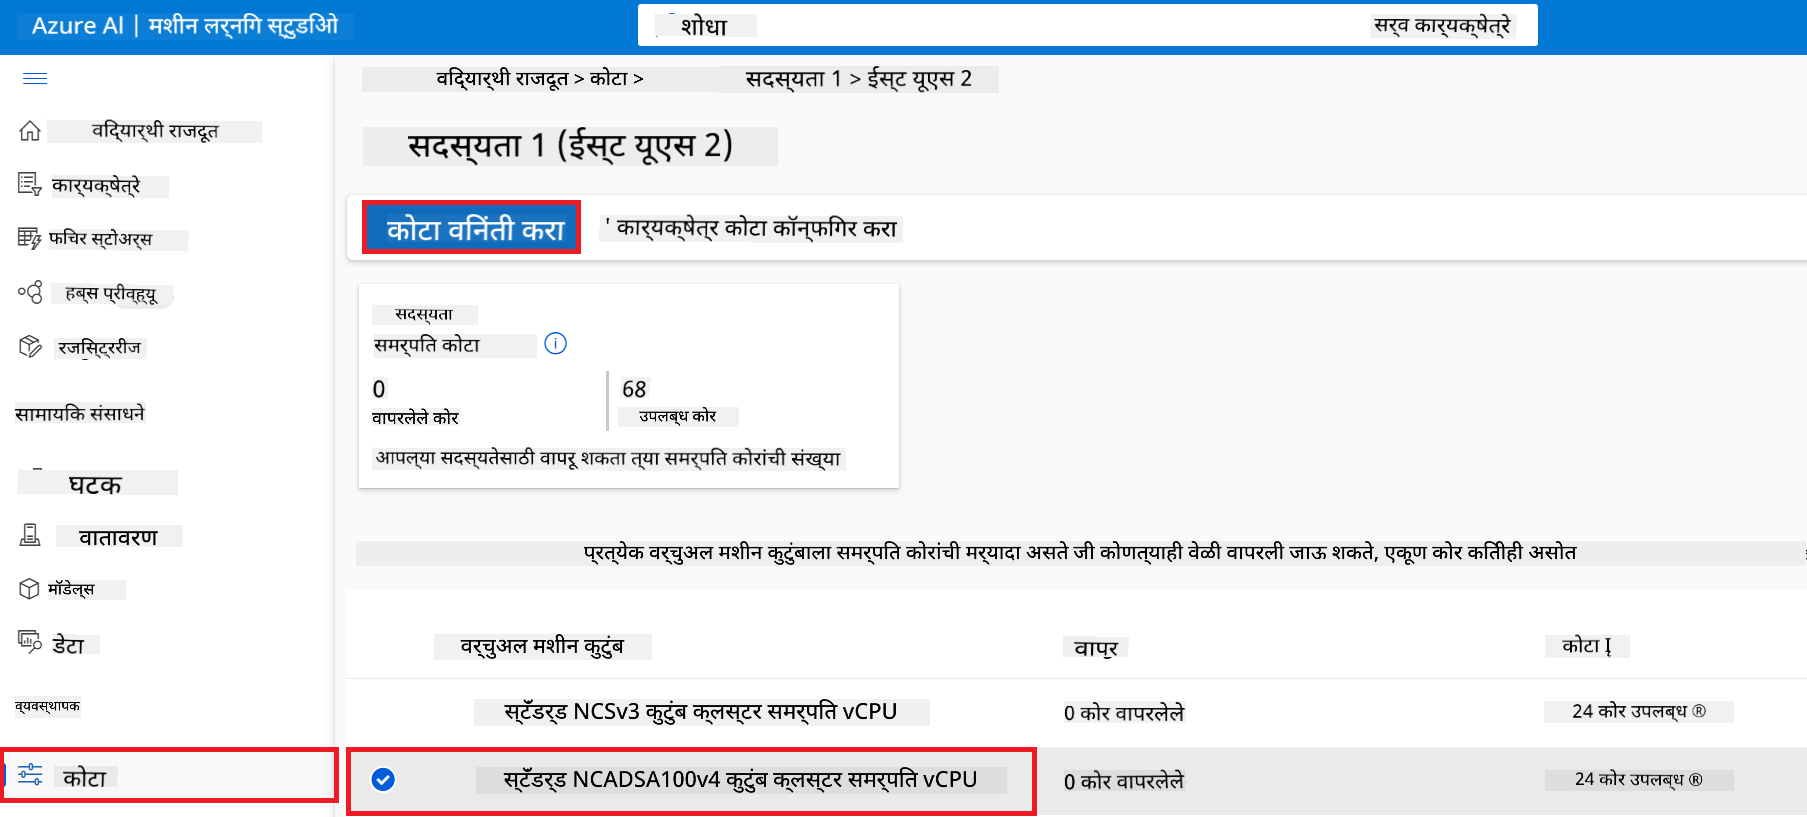 Azure AI | मशीन लर्निंग स्टुडिओ
शोधा
सर्व कार्यक्षेत्रे
विद्यार्थी राजदूत > कोटा > सदस्यता 1 > ईस्ट यूएस 2
विद्यार्थी राजदूत
सदस्यता 1 (ईस्ट यूएस 2)
कार्यक्षेत्रे
कोटा विनंती करा
' कार्यक्षेत्र कोटा कॉन्फिगर करा
फिचर स्टोअर्स
हब्स प्रीव्ह्यू
सदस्यता
समर्पित कोटा
रजिस्ट्रिरीज
0
68
वापरलेले कोर
उपलब्ध कोर
सामायिक संसाधने
आपल्या सदस्यतेसाठी वापरू शकता त्या समर्पित कोरांची संख्या
घटक
वातावरण
प्रत्येक वर्चुअल मशीन कुटुंबाला समर्पित कोरांची मर्यादा असते जी कोणत्याही वेळी वापरली जाऊ शकते, एकूण कोर कितीही असोत
मॉडेल्स
डेटा
वर्चुअल मशीन कुटुंब
वापर
कोटा
व्यवस्थापक
स्टँडर्ड NCSv3 कुटुंब क्लस्टर समर्पित vCPU
0 कोर वापरलेले
24 कोर उपलब्ध ®
कोटा
स्टँडर्ड NCADSA100v4 कुटुंब क्लस्टर समर्पित vCPU
0 कोर वापरलेले
24 कोर उपलब्ध ®